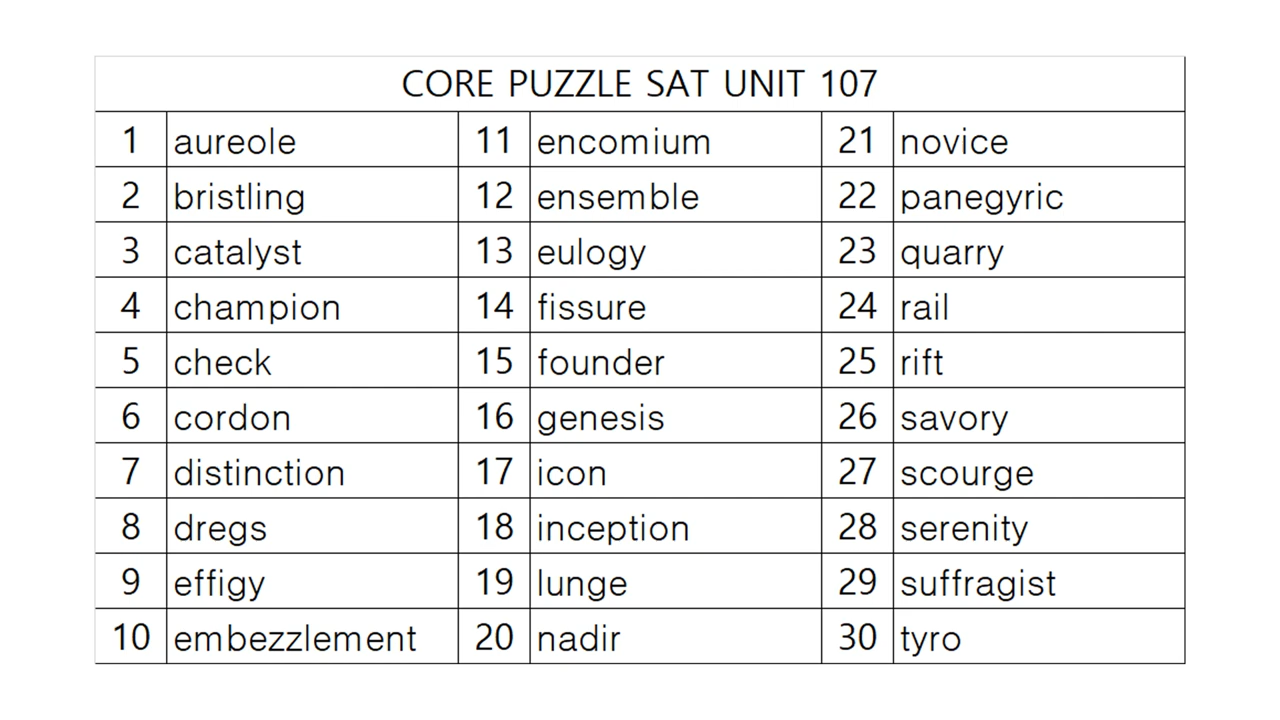 CORE PUZZLE SAT UNIT 107
1 aureole 11 encomium 21 novice
2 bristling 12 ensemble 22 panegyric
3 catalyst 13 eulogy 23 quarry
4 champion 14 fissure 24 rail
5 check 15 founder 25 rift
6 cordon 16 genesis 26 savory
7 distinction 17 icon 27 scourge
8 dregs 18 inception 28 serenity
9 effigy 19 lunge 29 suffragist
10 embezzlement 20 nadir 30 tyro